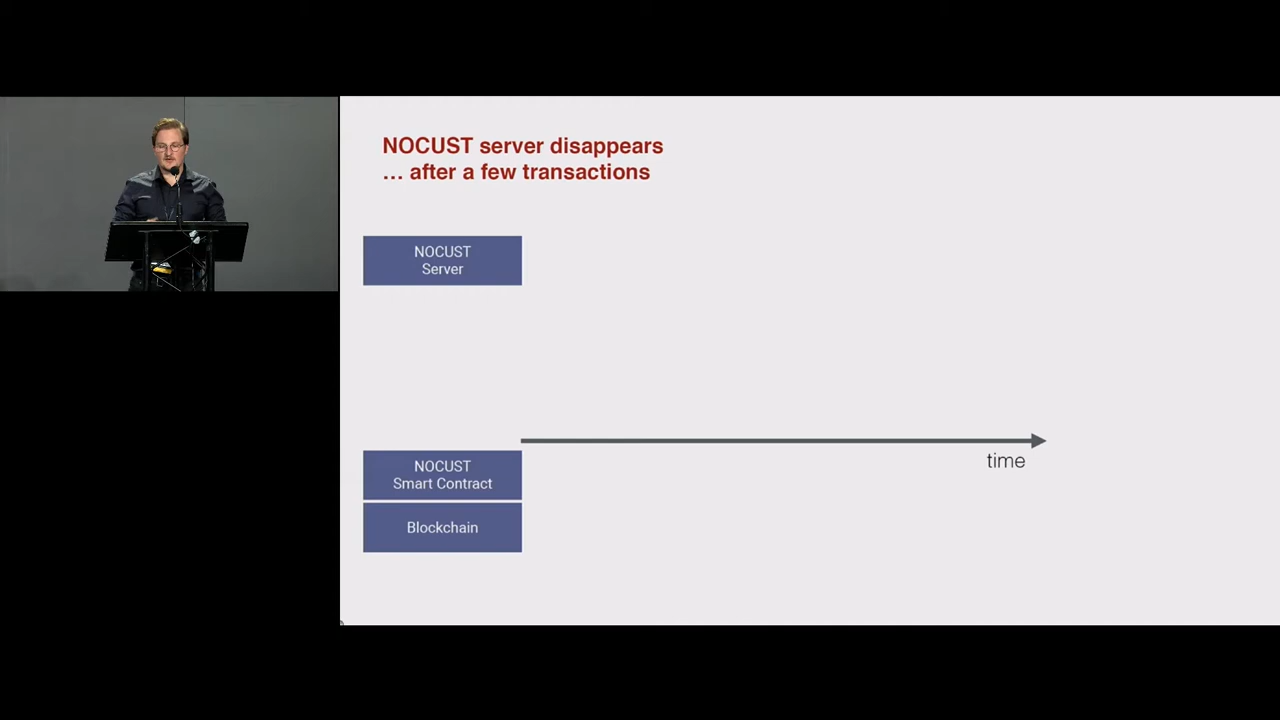 NOCUST server disappears
… after a few transactions
NOCUST
Server
time
NOCUST
Smart Contract
Blockchain